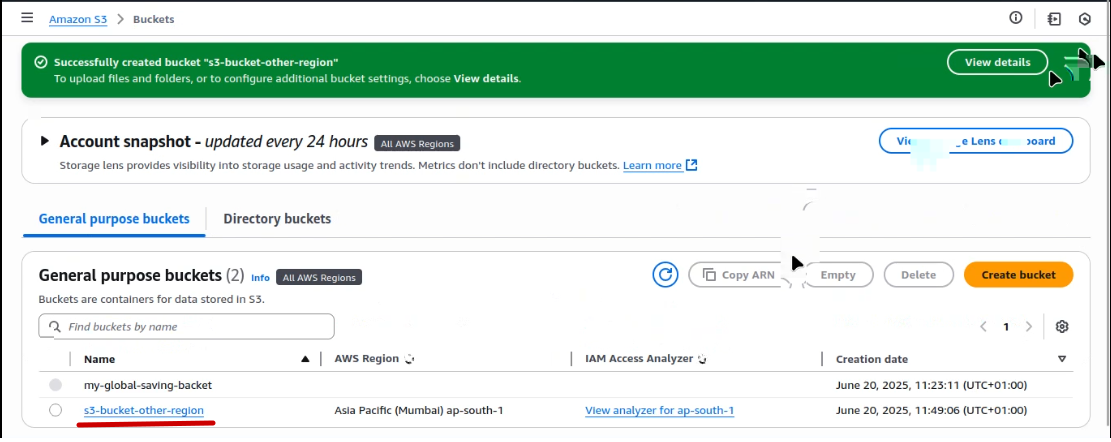 Amazon S3 > Buckets
Successfully created bucket "s3-bucket-other-region"
To upload files and folders, or to configure additional bucket settings, choose View details.
View details
Account snapshot - updated every 24 hours All AWS Regions
Storage lens provides visibility into storage usage and activity trends. Metrics don't include directory buckets. Learn more
Lens
General purpose buckets Directory buckets
General purpose buckets (2) Info All AWS Regions
Copy ARN Empty Delete Create bucket
Buckets are containers for data stored in S3.
Find buckets by name
1
Name AWS Region IAM Access Analyzer Creation date
my-global-saving-backet June 20, 2025, 11:23:11 (UTC+01:00)
s3-bucket-other-region Asia Pacific (Mumbai) ap-south-1 View analyzer for ap-south-1 June 20, 2025, 11:49:06 (UTC+01:00)